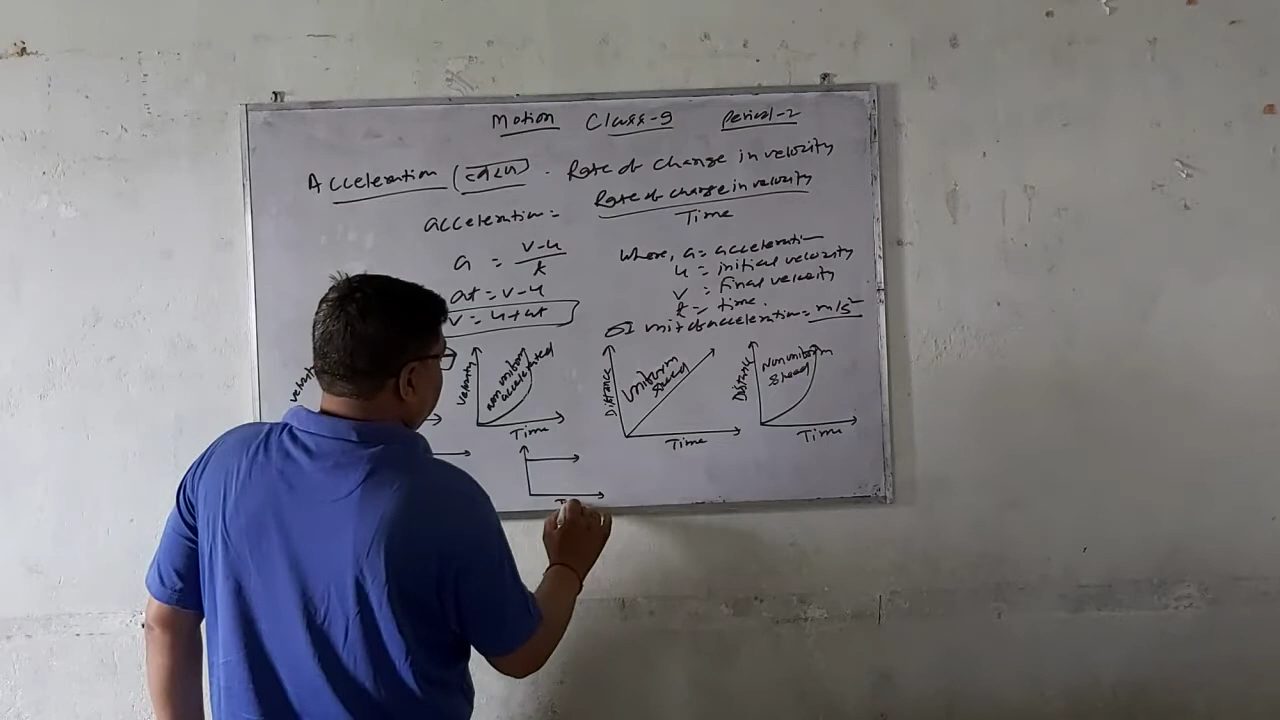 Motion Class-9 Period-2
Acceleration (त्वरण). Rate of change in velocity
acceleration = Rate of change in velocity
Time
a = v-u
t
at = v-u
v = u+at
Where, a = acceleration
u = initial velocity
v = final velocity
t = time.
SI unit of acceleration = m/s²
velocity
Velocity
non uniform
accelerated
Time
Distance
Uniform
speed
Time
Distance
Non uniform
speed
Time